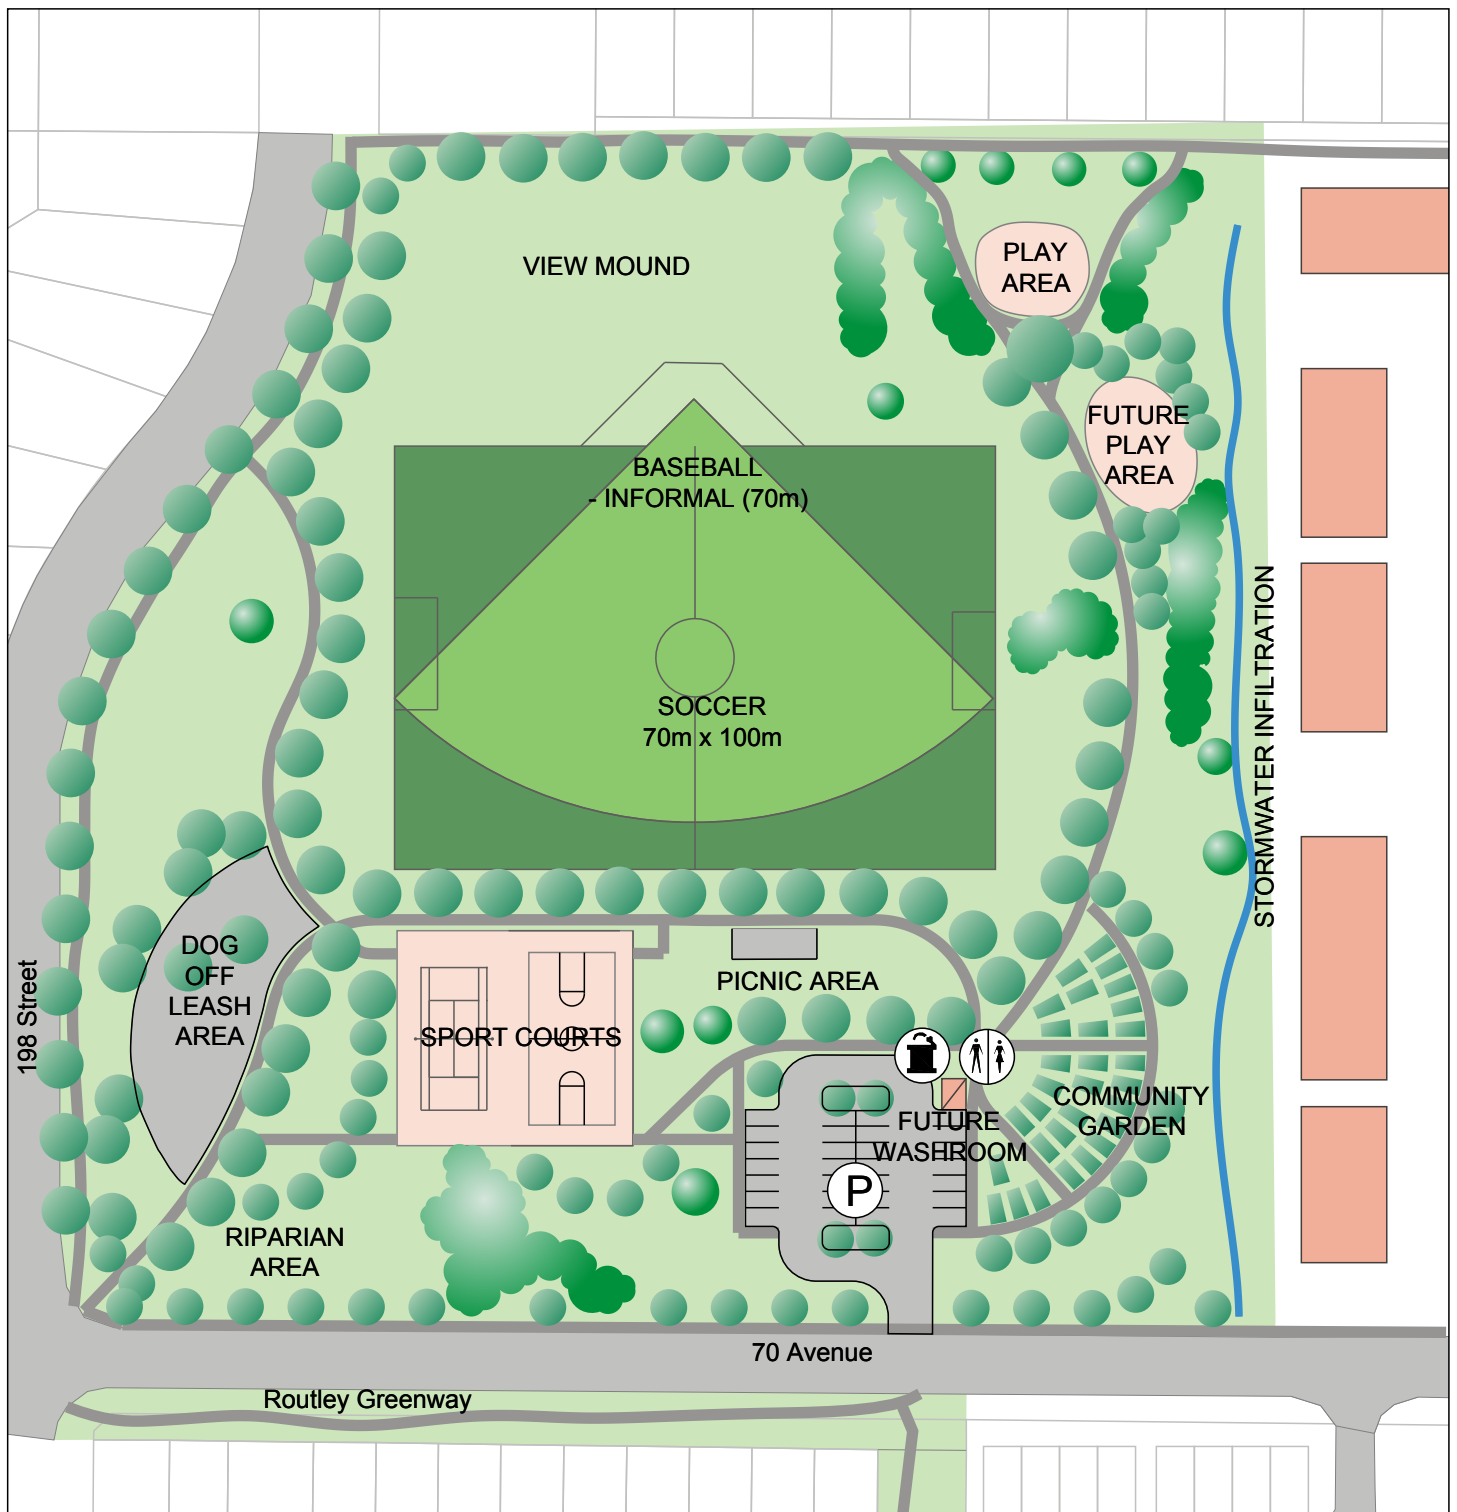 VIEW MOUND
PLAY
AREA
FUTURE
PLAY
AREA
BASEBALL
- INFORMAL (70m)
SOCCER
70m x 100m
STORMWATER INFILTRATION
DOG
OFF
LEASH
AREA
198 Street
PICNIC AREA
SPORT COURTS
COMMUNITY
GARDEN
FUTURE
WASHROOM
P
RIPARIAN
AREA
70 Avenue
Routley Greenway